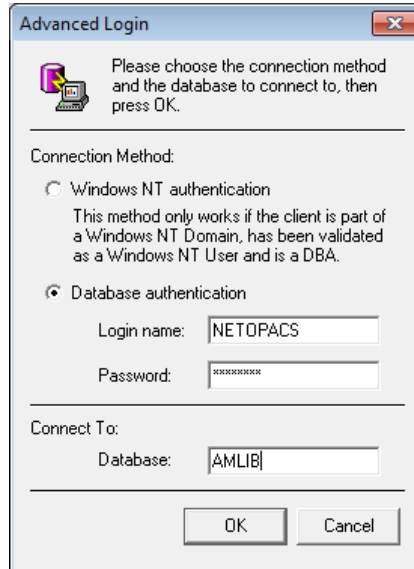 Advanced Login
Please choose the connection method
and the database to connect to, then
press OK.
Connection Method:
Windows NT authentication
This method only works if the client is part of
a Windows NT Domain, has been validated
as a Windows NT User and is a DBA.
Database authentication
Login name: NETOPACS
Password: ********
Connect To:
Database: AMLIB
OK Cancel